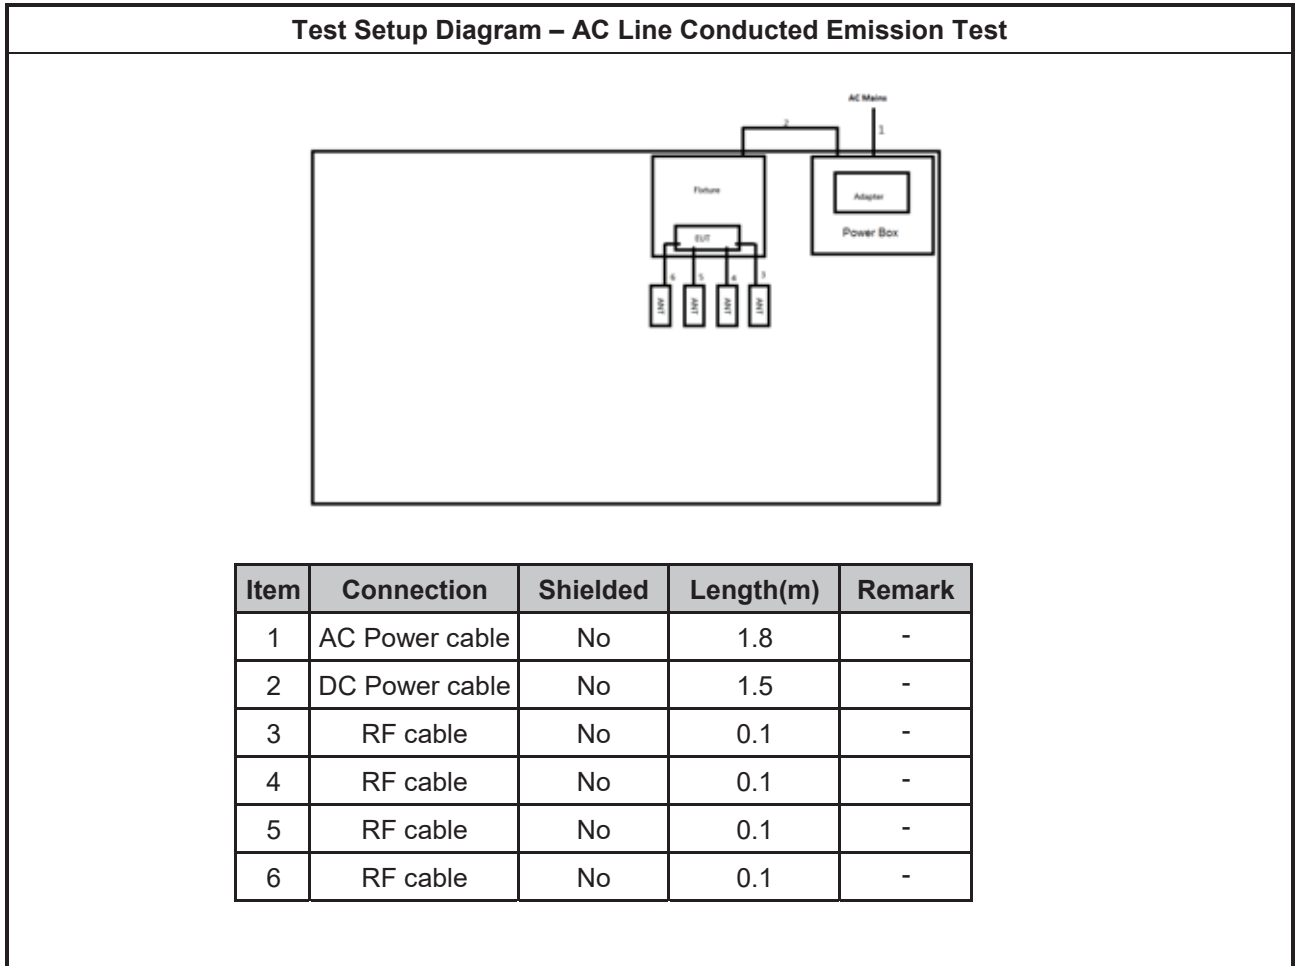 Test Setup Diagram – AC Line Conducted Emission Test
AC Mains
2
1
Fixture
Adapter
EUT
Power Box
6 5 4 3
ANT ANT ANT ANT
Item Connection Shielded Length(m) Remark
1 AC Power cable No 1.8 -
2 DC Power cable No 1.5 -
3 RF cable No 0.1 -
4 RF cable No 0.1 -
5 RF cable No 0.1 -
6 RF cable No 0.1 -